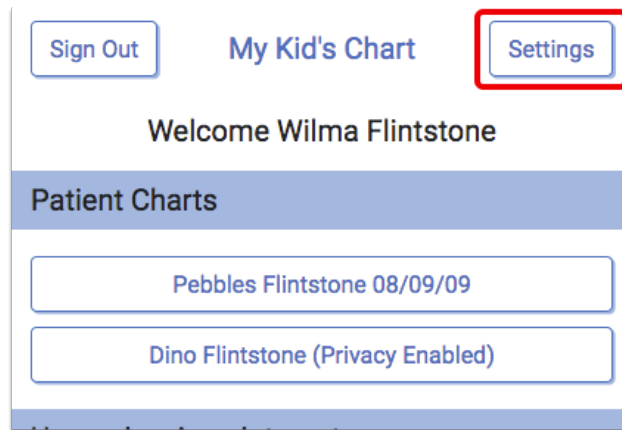 Sign Out My Kid's Chart Settings
Welcome Wilma Flintstone
Patient Charts
Pebbles Flintstone 08/09/09
Dino Flintstone (Privacy Enabled)